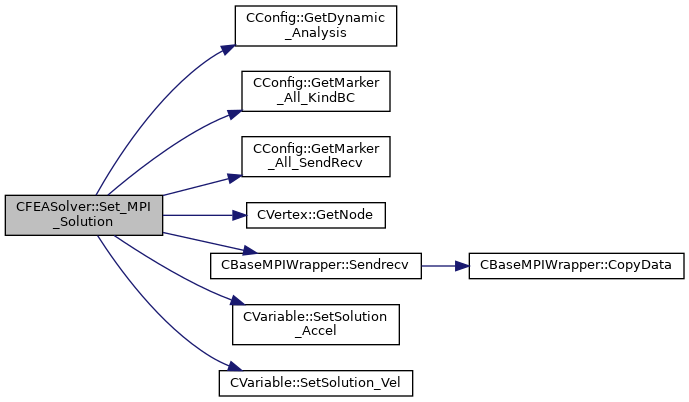 CConfig::GetDynamic
_Analysis
CConfig::GetMarker
_All_KindBC
CConfig::GetMarker
_All_SendRecv
CFEASolver::Set_MPI
_Solution
CVertex::GetNode
CBaseMPIWrapper::Sendrecv
CBaseMPIWrapper::CopyData
CVariable::SetSolution
_Accel
CVariable::SetSolution_Vel